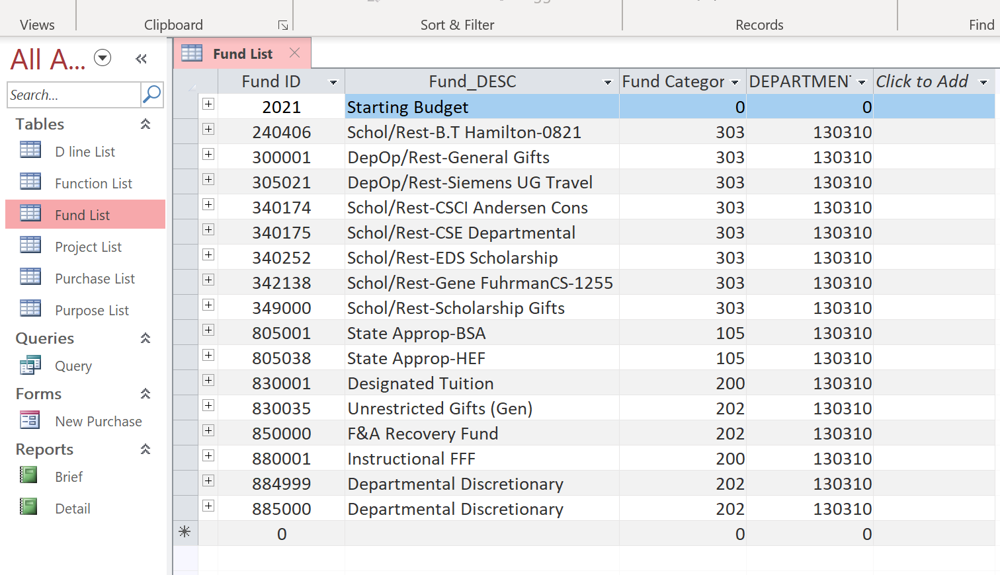 Views Clipboard Sort & Filter Records Find
All A...
Search...
Tables
D line List
Function List
Fund List
Project List
Purchase List
Purpose List
Queries
Query
Forms
New Purchase
Reports
Brief
Detail
Fund List
Fund ID Fund_DESC Fund Categor DEPARTMENT Click to Add
2021 Starting Budget 0 0
240406 Schol/Rest-B.T Hamilton-0821 303 130310
300001 DepOp/Rest-General Gifts 303 130310
305021 DepOp/Rest-Siemens UG Travel 303 130310
340174 Schol/Rest-CSCI Andersen Cons 303 130310
340175 Schol/Rest-CSE Departmental 303 130310
340252 Schol/Rest-EDS Scholarship 303 130310
342138 Schol/Rest-Gene FuhrmanCS-1255 303 130310
349000 Schol/Rest-Scholarship Gifts 303 130310
805001 State Approp-BSA 105 130310
805038 State Approp-HEF 105 130310
830001 Designated Tuition 200 130310
830035 Unrestricted Gifts (Gen) 202 130310
850000 F&A Recovery Fund 202 130310
880001 Instructional FFF 200 130310
884999 Departmental Discretionary 202 130310
885000 Departmental Discretionary 202 130310
0 0 0